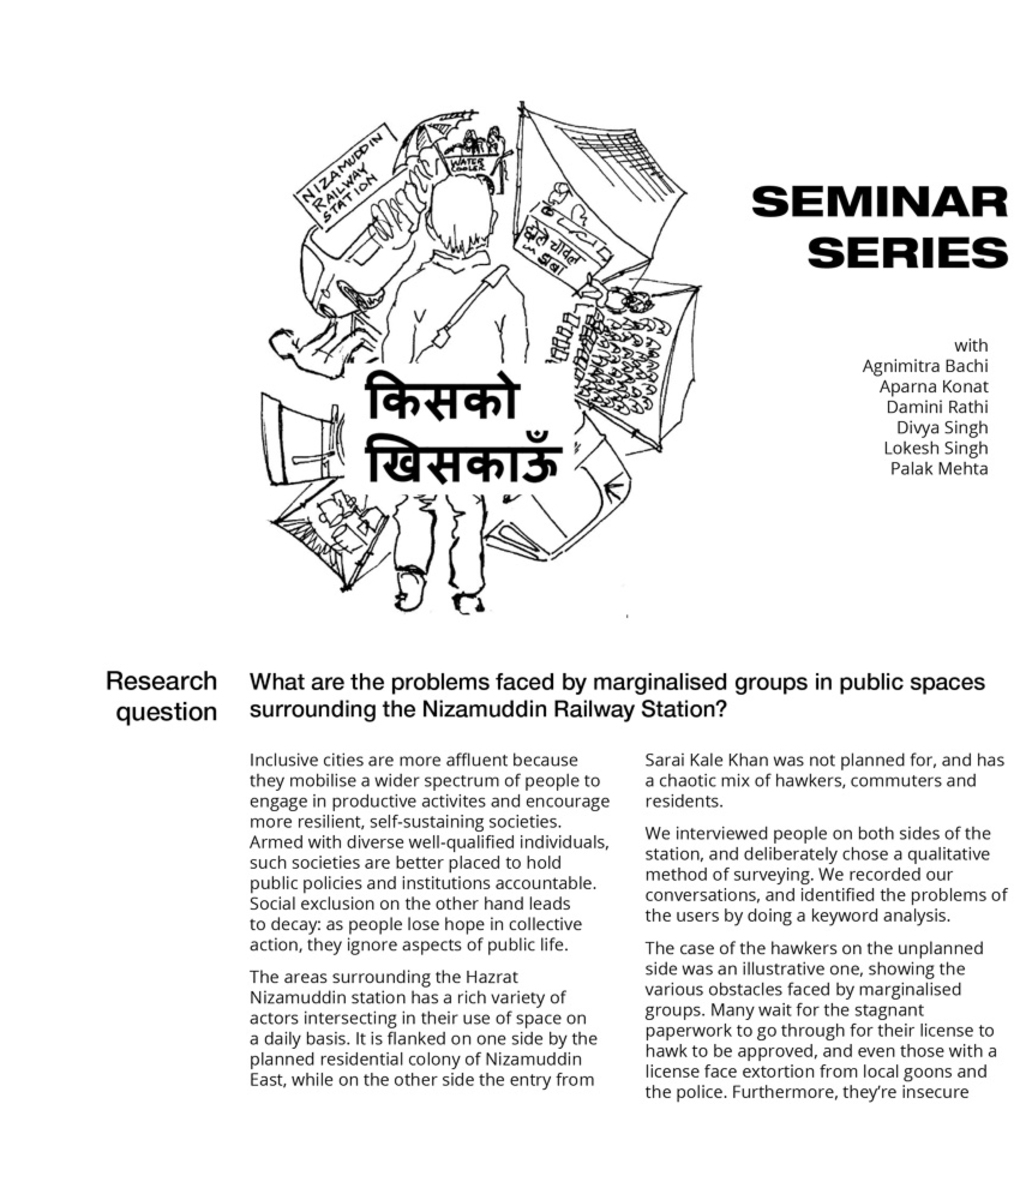 NIZAMUDDIN
RAILWAY
STATION
WATER
COOLER
छोले चावल
ढाबा
किसको
खिसकाऊँ
SEMINAR
SERIES
with
Agnimitra Bachi
Aparna Konat
Damini Rathi
Divya Singh
Lokesh Singh
Palak Mehta
Research
question
What are the problems faced by marginalised groups in public spaces
surrounding the Nizamuddin Railway Station?
Inclusive cities are more affluent because
they mobilise a wider spectrum of people to
engage in productive activites and encourage
more resilient, self-sustaining societies.
Armed with diverse well-qualified individuals,
such societies are better placed to hold
public policies and institutions accountable.
Social exclusion on the other hand leads
to decay: as people lose hope in collective
action, they ignore aspects of public life.
The areas surrounding the Hazrat
Nizamuddin station has a rich variety of
actors intersecting in their use of space on
a daily basis. It is flanked on one side by the
planned residential colony of Nizamuddin
East, while on the other side the entry from
Sarai Kale Khan was not planned for, and has
a chaotic mix of hawkers, commuters and
residents.
We interviewed people on both sides of the
station, and deliberately chose a qualitative
method of surveying. We recorded our
conversations, and identified the problems of
the users by doing a keyword analysis.
The case of the hawkers on the unplanned
side was an illustrative one, showing the
various obstacles faced by marginalised
groups. Many wait for the stagnant
paperwork to go through for their license to
hawk to be approved, and even those with a
license face extortion from local goons and
the police. Furthermore, they're insecure